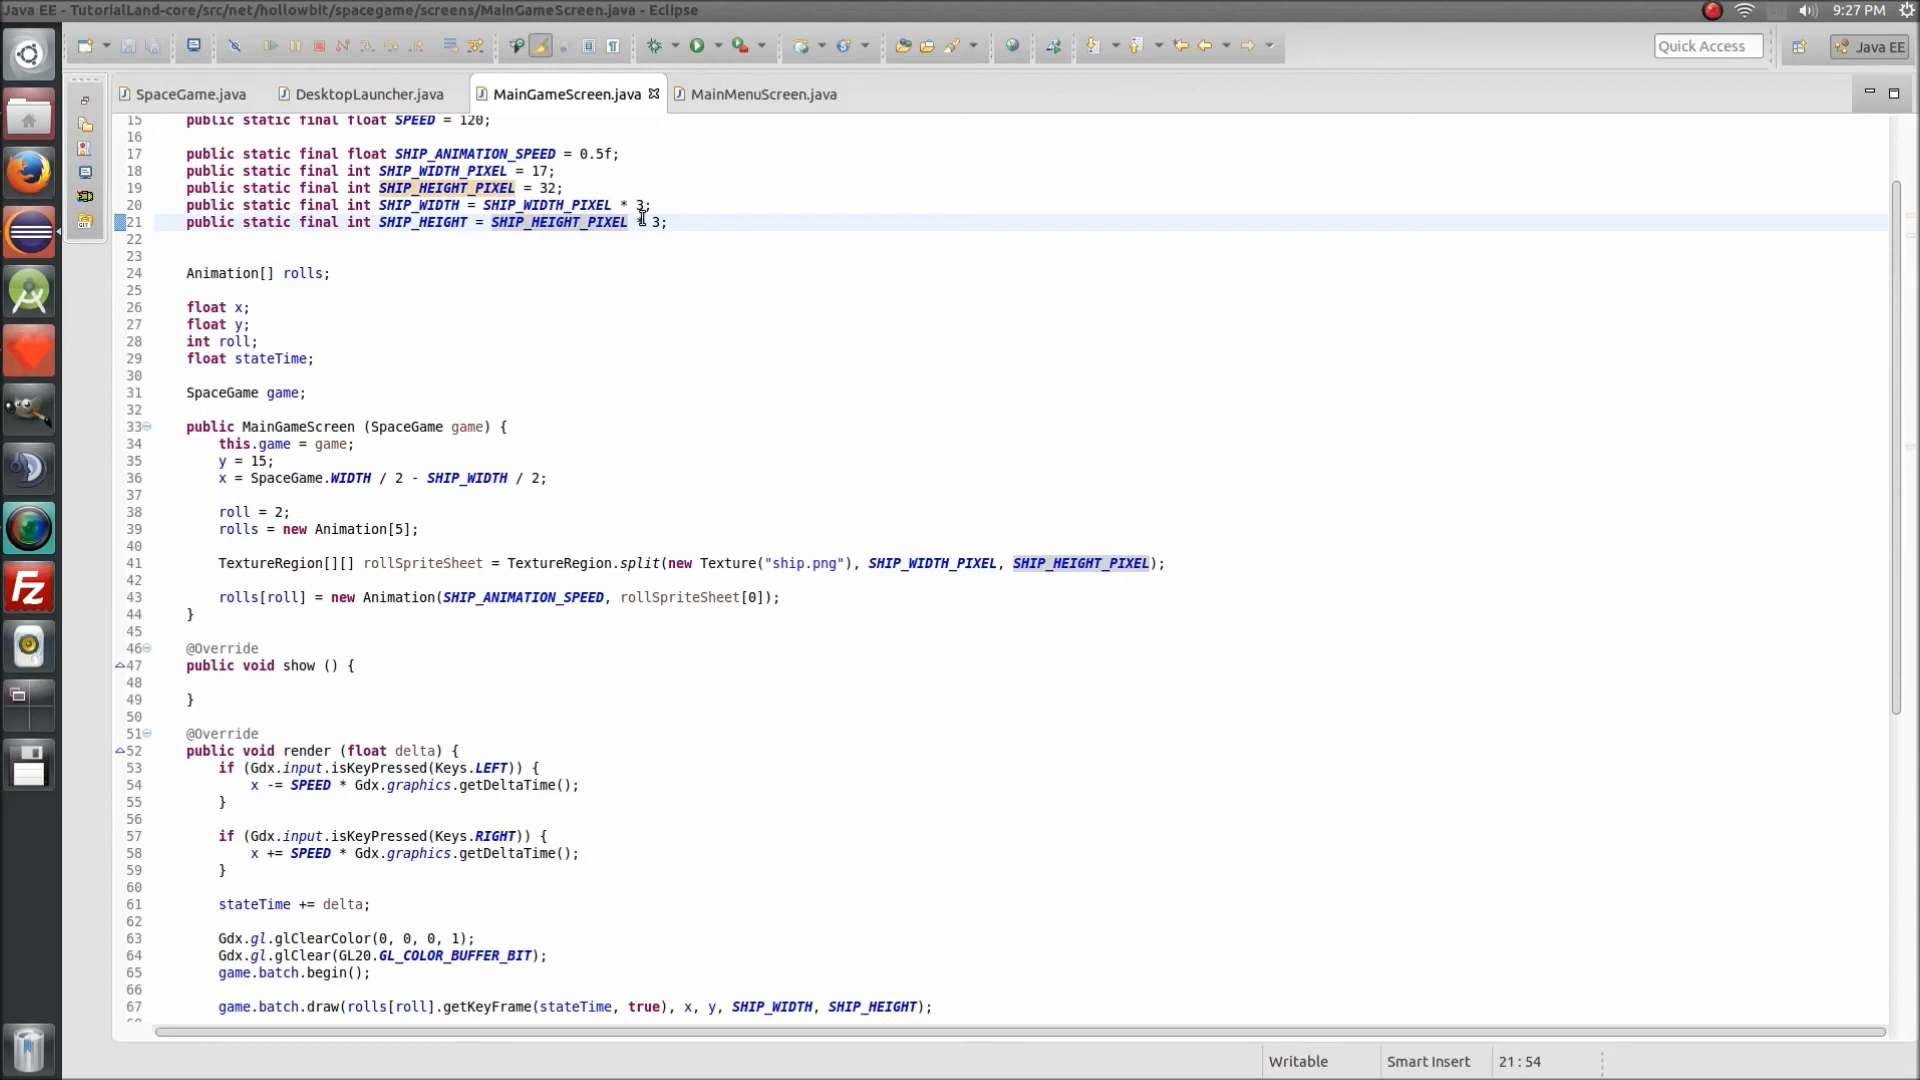 Java EE - TutorialLand-core/src/net/hollowbit/spacegame/screens/MainGameScreen.java - Eclipse
9:27 PM
Quick Access
Java EE
SpaceGame.java
DesktopLauncher.java
MainGameScreen.java
MainMenuScreen.java
15 public static final float SPEED = 120;
16
17 public static final float SHIP_ANIMATION_SPEED = 0.5f;
18 public static final int SHIP_WIDTH_PIXEL = 17;
19 public static final int SHIP_HEIGHT_PIXEL = 32;
20 public static final int SHIP_WIDTH = SHIP_WIDTH_PIXEL * 3;
21 public static final int SHIP_HEIGHT = SHIP_HEIGHT_PIXEL * 3;
22
23
24 Animation[] rolls;
25
26 float x;
27 float y;
28 int roll;
29 float stateTime;
30
31 SpaceGame game;
32
33 public MainGameScreen (SpaceGame game) {
34 this.game = game;
35 y = 15;
36 x = SpaceGame.WIDTH / 2 - SHIP_WIDTH / 2;
37
38 roll = 2;
39 rolls = new Animation[5];
40
41 TextureRegion[][] rollSpriteSheet = TextureRegion.split(new Texture("ship.png"), SHIP_WIDTH_PIXEL, SHIP_HEIGHT_PIXEL);
42
43 rolls[roll] = new Animation(SHIP_ANIMATION_SPEED, rollSpriteSheet[0]);
44 }
45
46 @Override
47 public void show () {
48
49 }
50
51 @Override
52 public void render (float delta) {
53 if (Gdx.input.isKeyPressed(Keys.LEFT)) {
54 x -= SPEED * Gdx.graphics.getDeltaTime();
55 }
56
57 if (Gdx.input.isKeyPressed(Keys.RIGHT)) {
58 x += SPEED * Gdx.graphics.getDeltaTime();
59 }
60
61 stateTime += delta;
62
63 Gdx.gl.glClearColor(0, 0, 0, 1);
64 Gdx.gl.glClear(GL20.GL_COLOR_BUFFER_BIT);
65 game.batch.begin();
66
67 game.batch.draw(rolls[roll].getKeyFrame(stateTime, true), x, y, SHIP_WIDTH, SHIP_HEIGHT);
Writable
Smart Insert
21 : 54